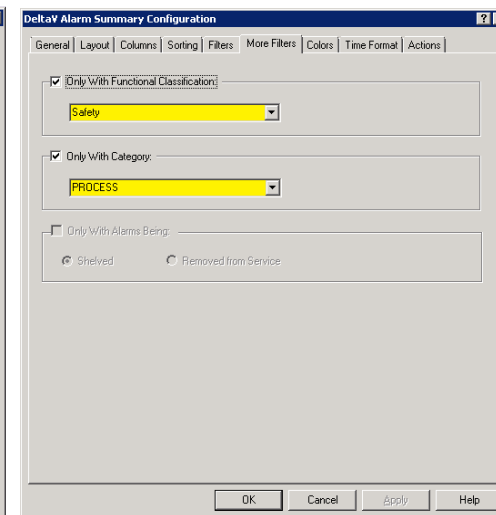 DeltaV Alarm Summary Configuration
General Layout Columns Sorting Filters More Filters Colors Time Format Actions
Only With Functional Classification:
Safety
Only With Category:
PROCESS
Only With Alarms Being:
Shelved Removed from Service
OK Cancel Apply Help